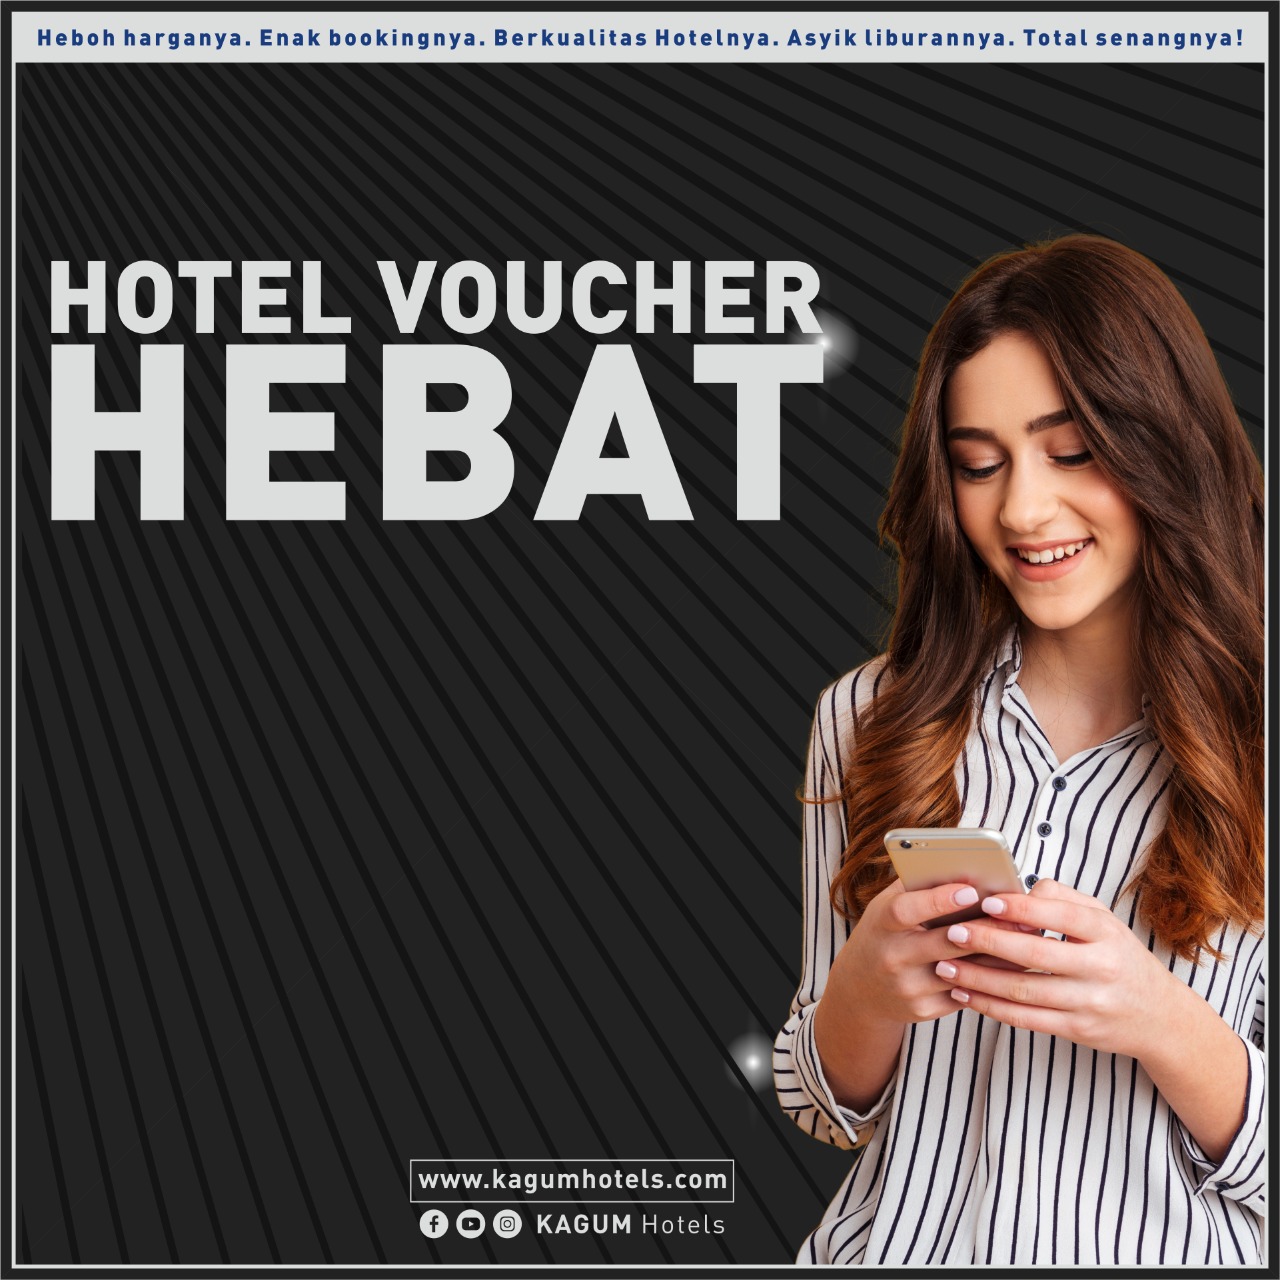 Heboh harganya. Enak bookingnya. Berkualitas Hotelnya. Asyik liburannya. Total senangnya!
HOTEL VOUCHER
HEBAT
www.kagumhotels.com
KAGUM Hotels